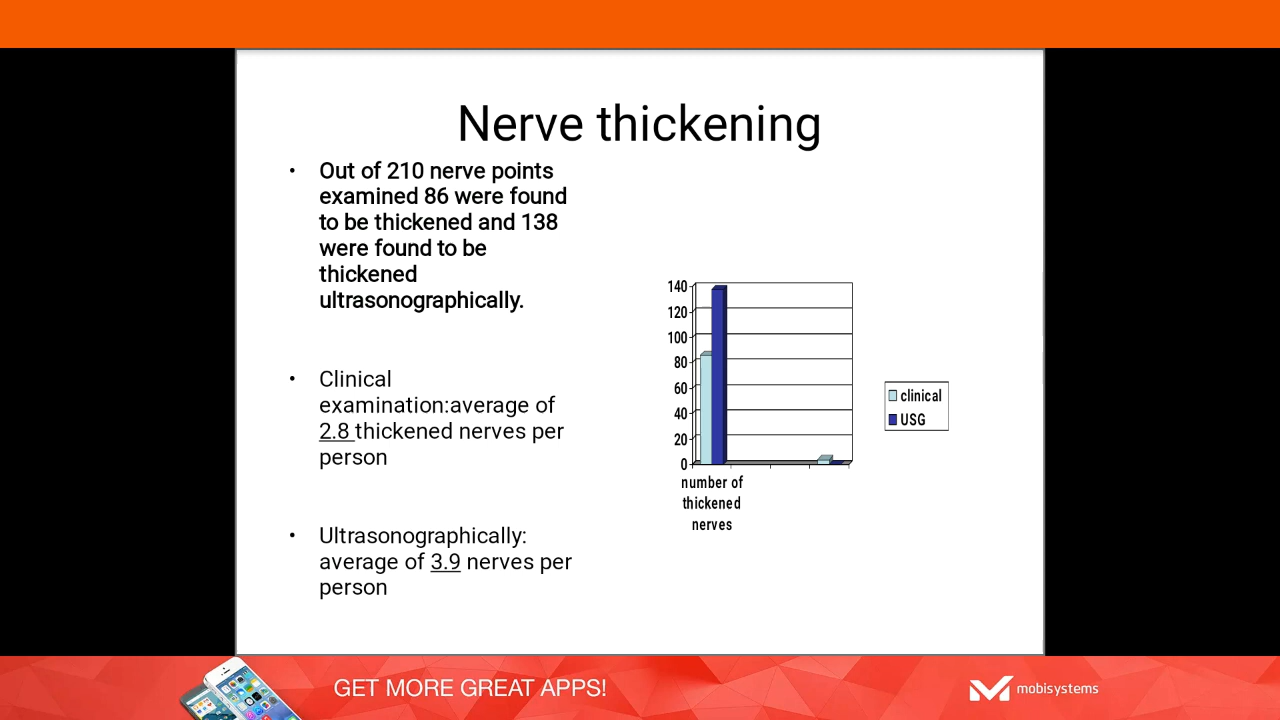 Nerve thickening
• Out of 210 nerve points
examined 86 were found
to be thickened and 138
were found to be
thickened
ultrasonographically.
• Clinical
examination:average of
2.8 thickened nerves per
person
• Ultrasonographically:
average of 3.9 nerves per
person
140
120
100
80
60
40
20
0
number of
thickened
nerves
clinical
USG
GET MORE GREAT APPS!
mobisystems